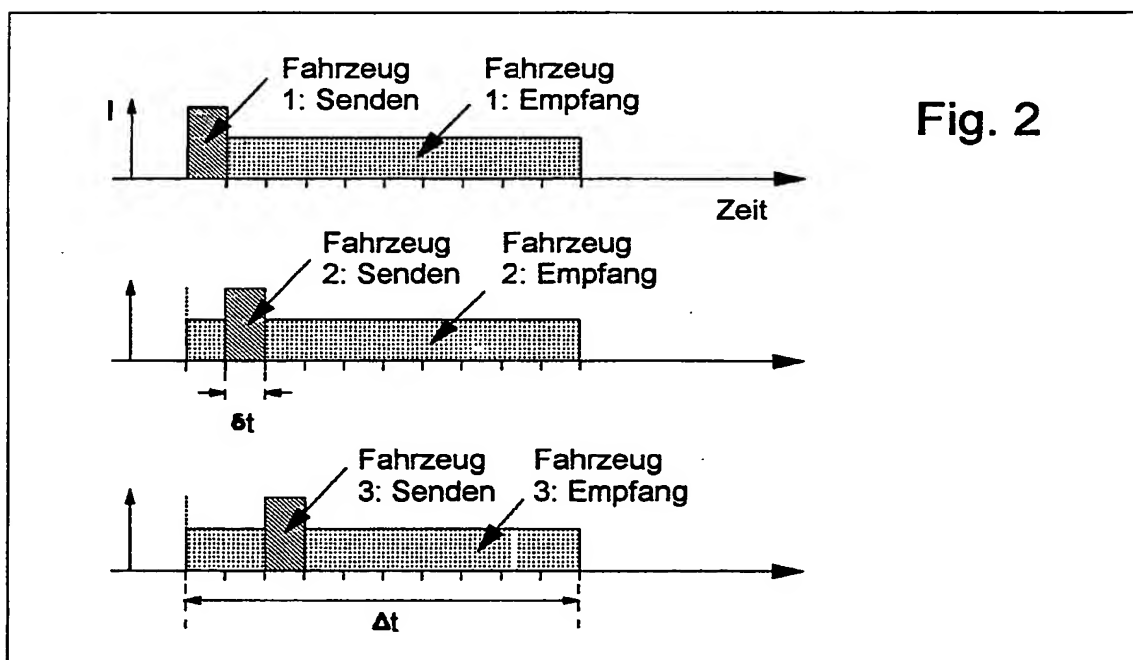 Fahrzeug
1: Senden
Fahrzeug
1: Empfang
Fig. 2
I
Zeit
Fahrzeug
2: Senden
Fahrzeug
2: Empfang
δt
Fahrzeug
3: Senden
Fahrzeug
3: Empfang
Δt